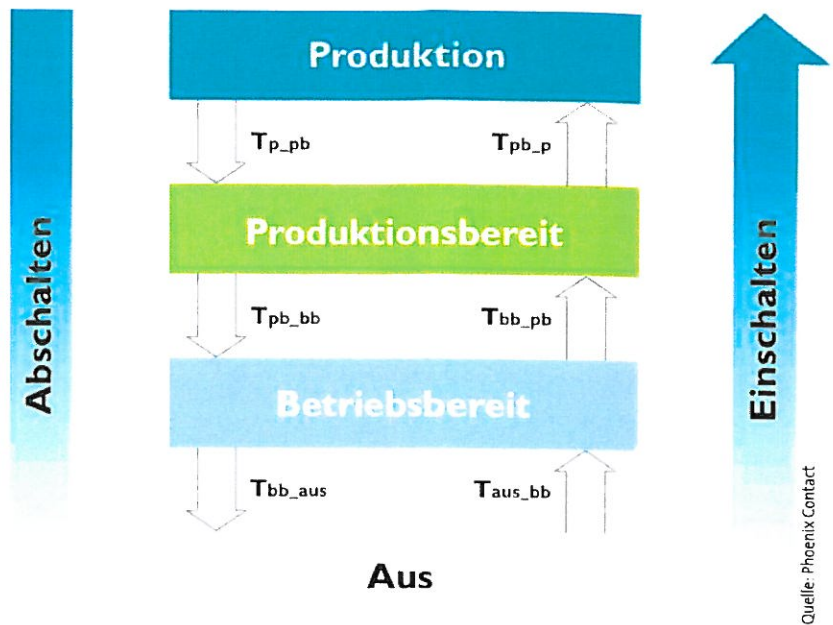 Produktion
Tp_pb
Tpb_p
Produktionsbereit
Tpb_bb
Tbb_pb
Betriebsbereit
Tbb_aus
Taus_bb
Aus
Abschalten
Einschalten
Quelle: Phoenix Contact